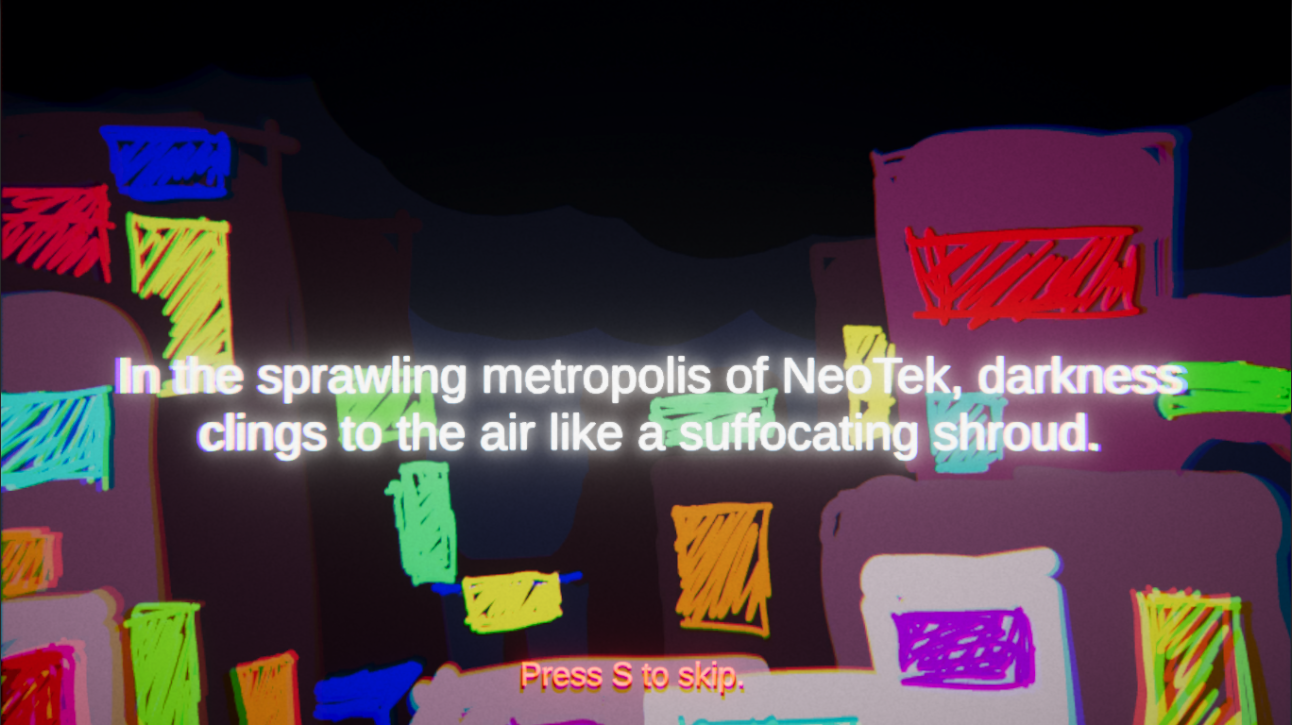 In the sprawling metropolis of NeoTek, darkness
clings to the air like a suffocating shroud.
Press S to skip.